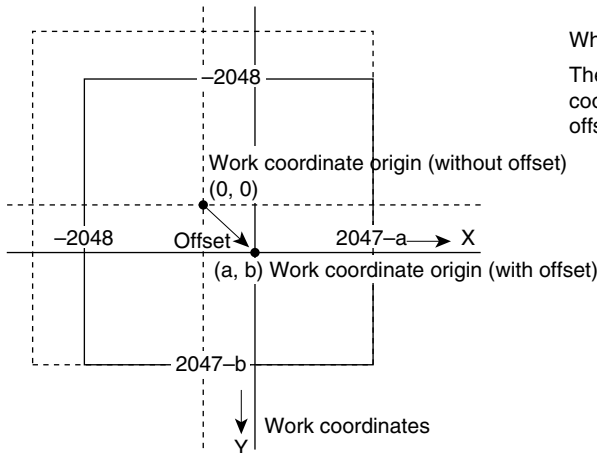 Wh
The
coo
offs
–2048
Work coordinate origin (without offset)
(0, 0)
–2048
Offset
2047–a
X
(a, b) Work coordinate origin (with offset)
2047–b
Work coordinates
Y